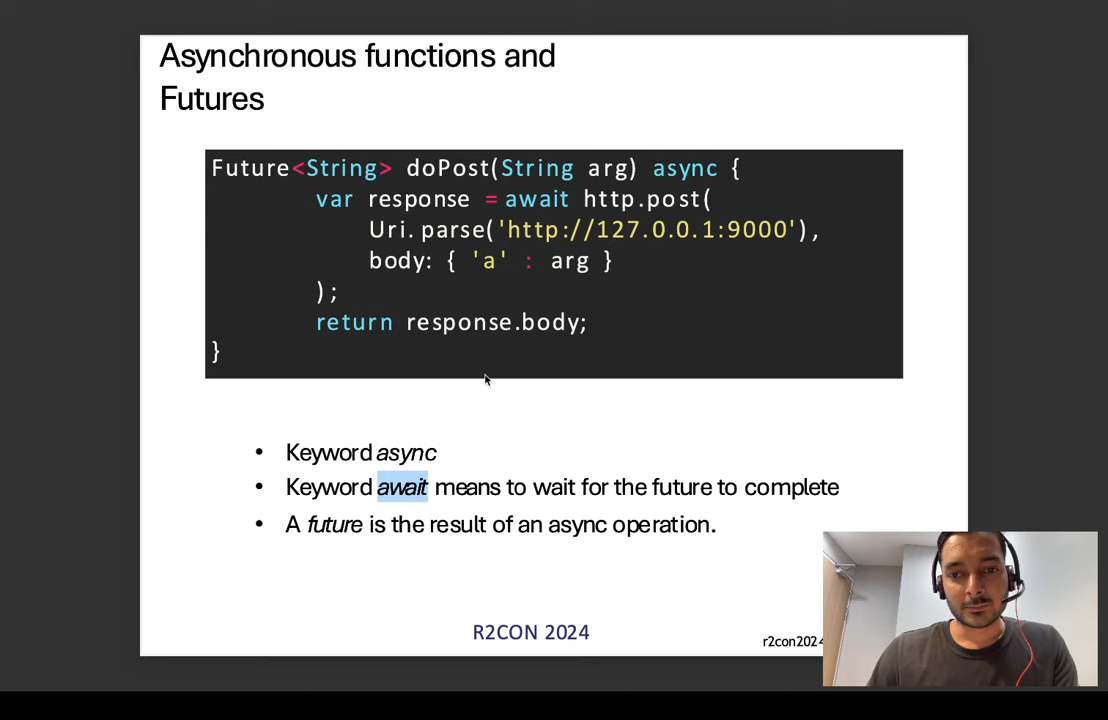 Asynchronous functions and
Futures
Future<String> doPost(String arg) async {
var response = await http.post(
Uri.parse('http://127.0.0.1:9000'),
body: { 'a' : arg }
);
return response.body;
}
• Keyword async
• Keyword await means to wait for the future to complete
• A future is the result of an async operation.
R2CON 2024
r2con2024